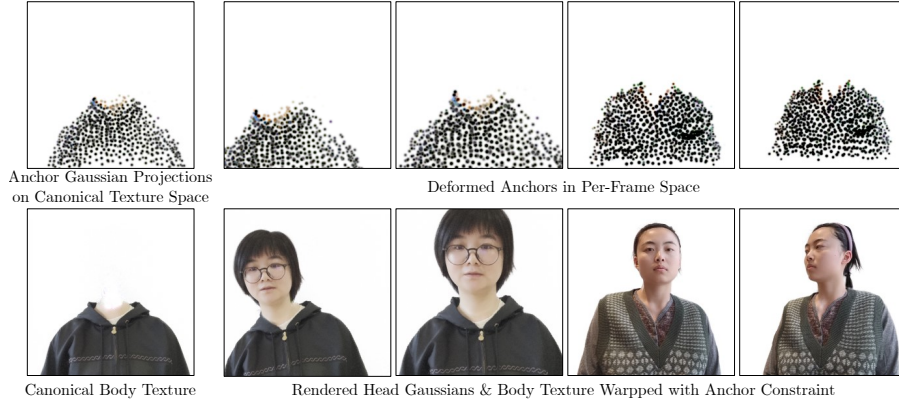 Anchor Gaussian Projections
on Canonical Texture Space
Deformed Anchors in Per-Frame Space
Canonical Body Texture
Rendered Head Gaussians & Body Texture Warpped with Anchor Constraint